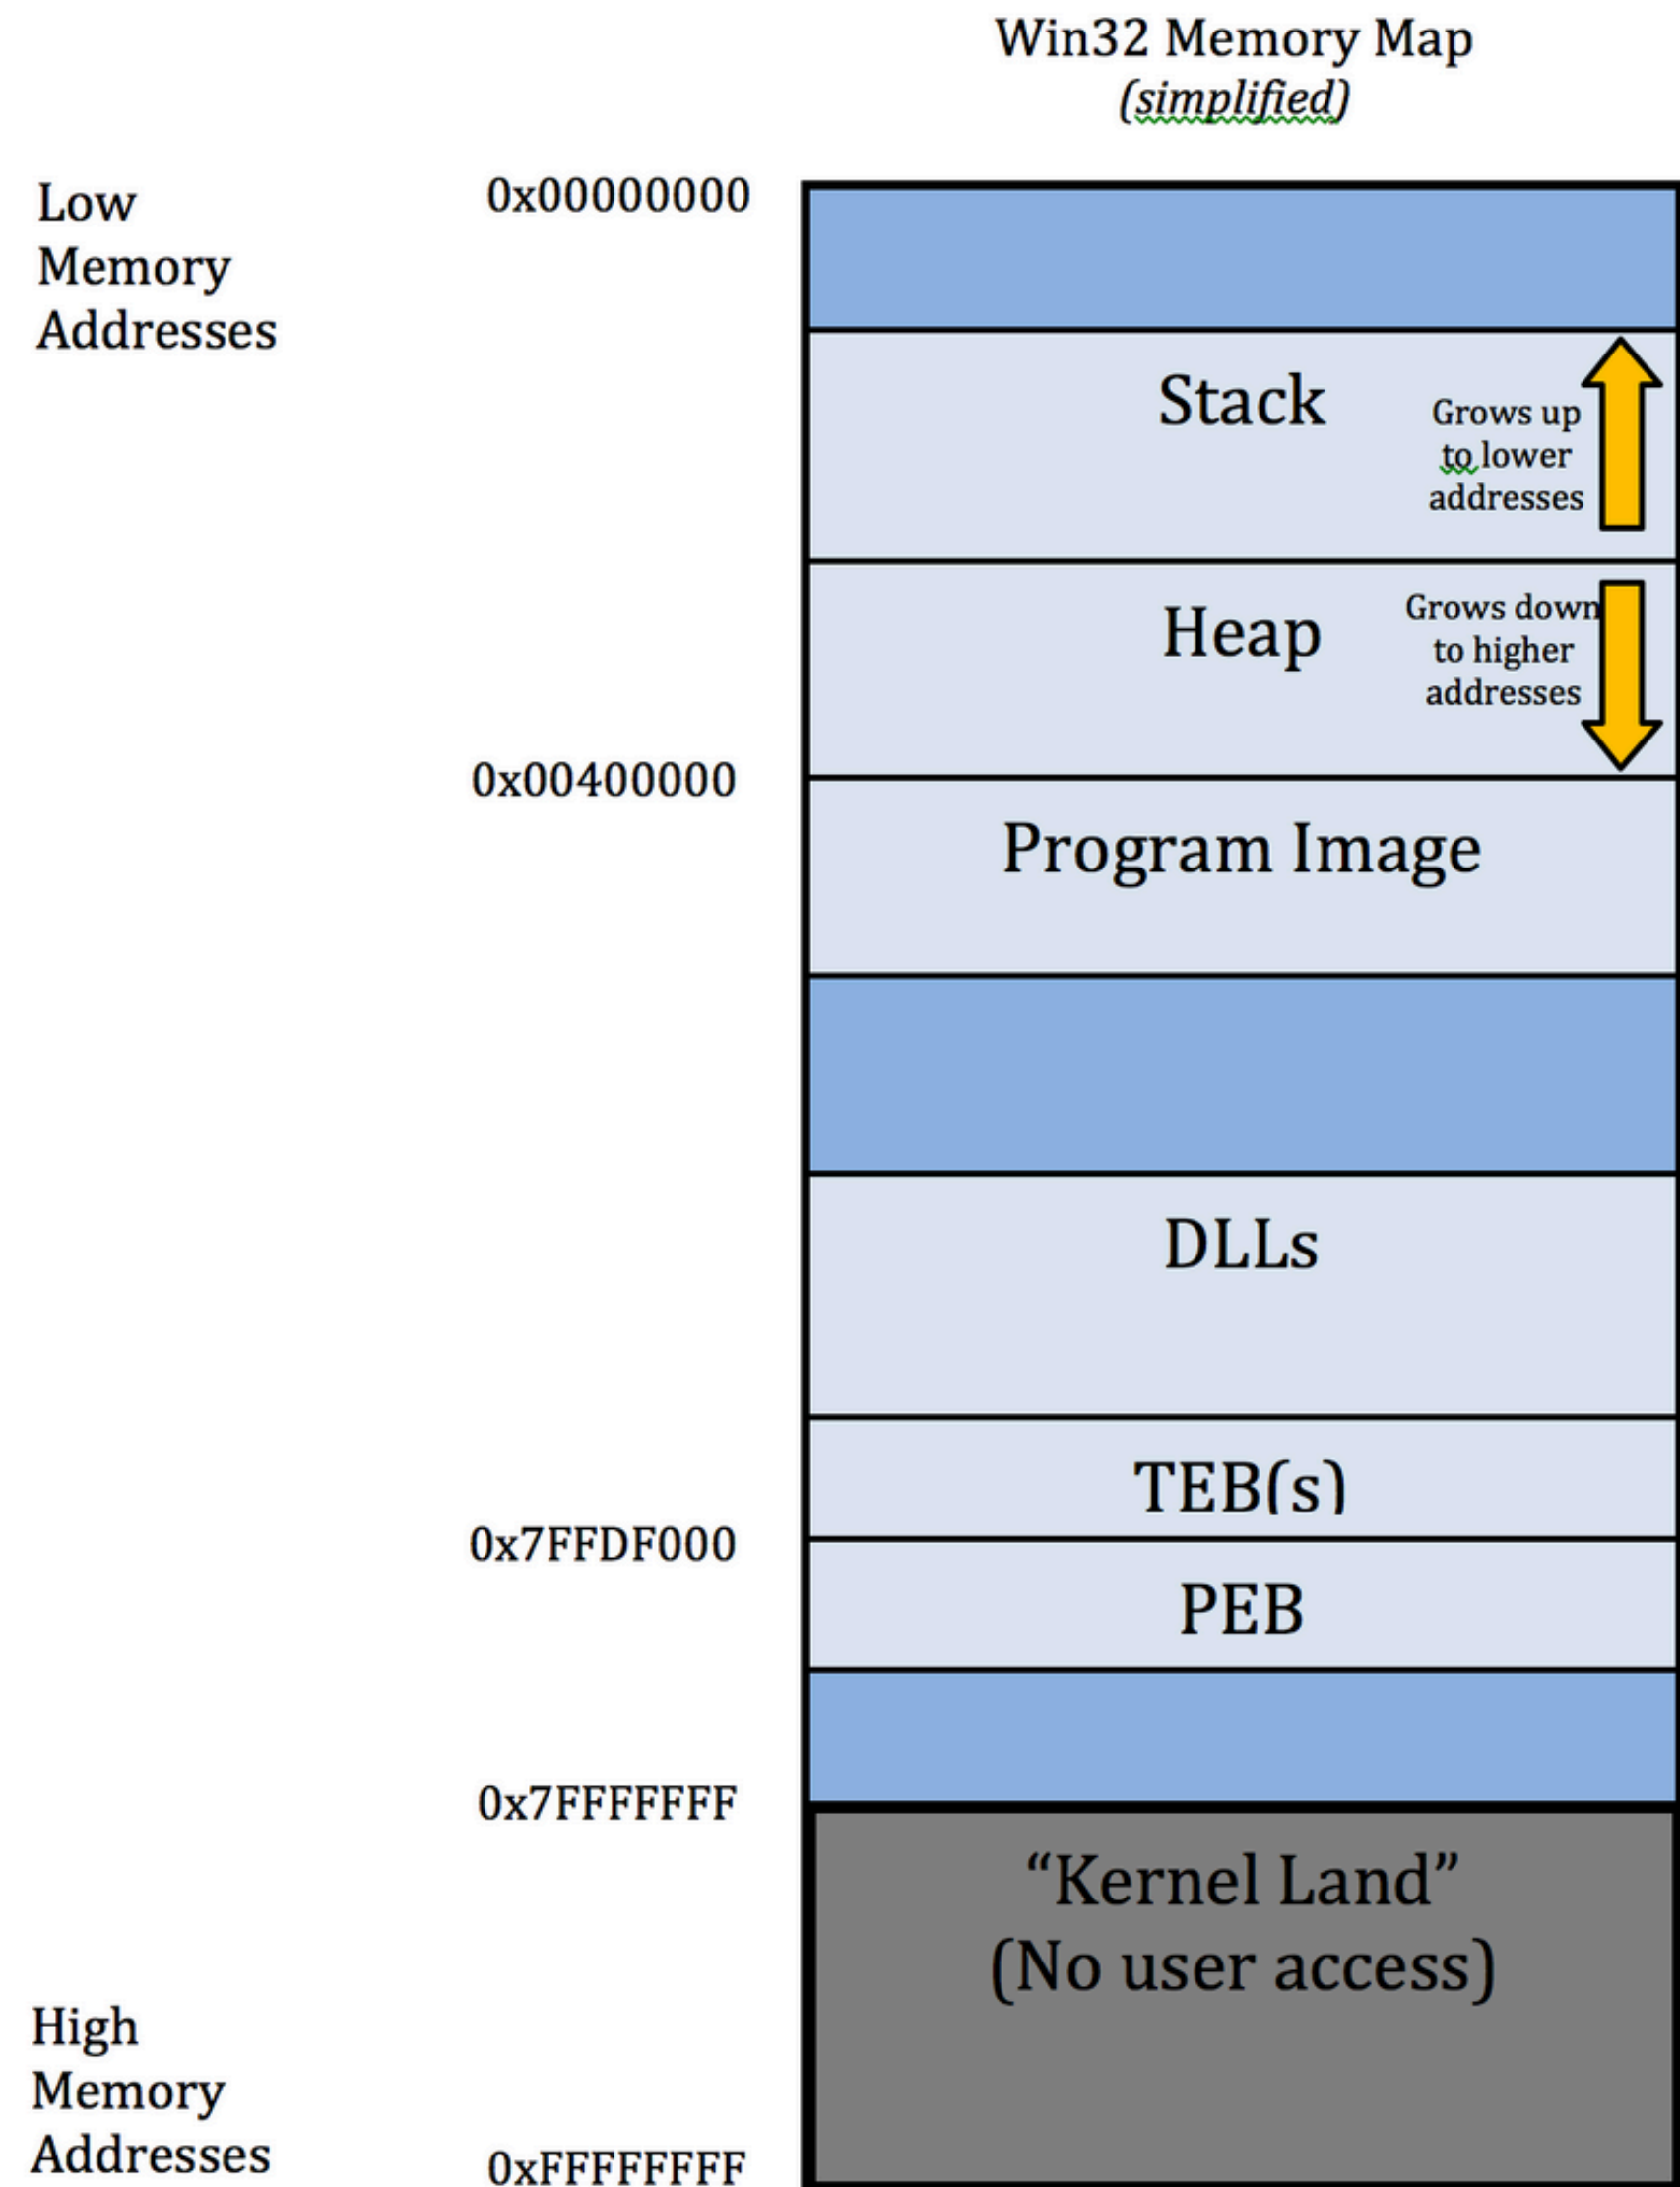 Win32 Memory Map
(simplified)
Low
Memory
Addresses
0x00000000
Stack
Grows up
to lower
addresses
Heap
Grows down
to higher
addresses
0x00400000
Program Image
DLLs
TEB(s)
0x7FFDF000
PEB
0x7FFFFFFF
“Kernel Land”
(No user access)
High
Memory
Addresses
0xFFFFFFFF